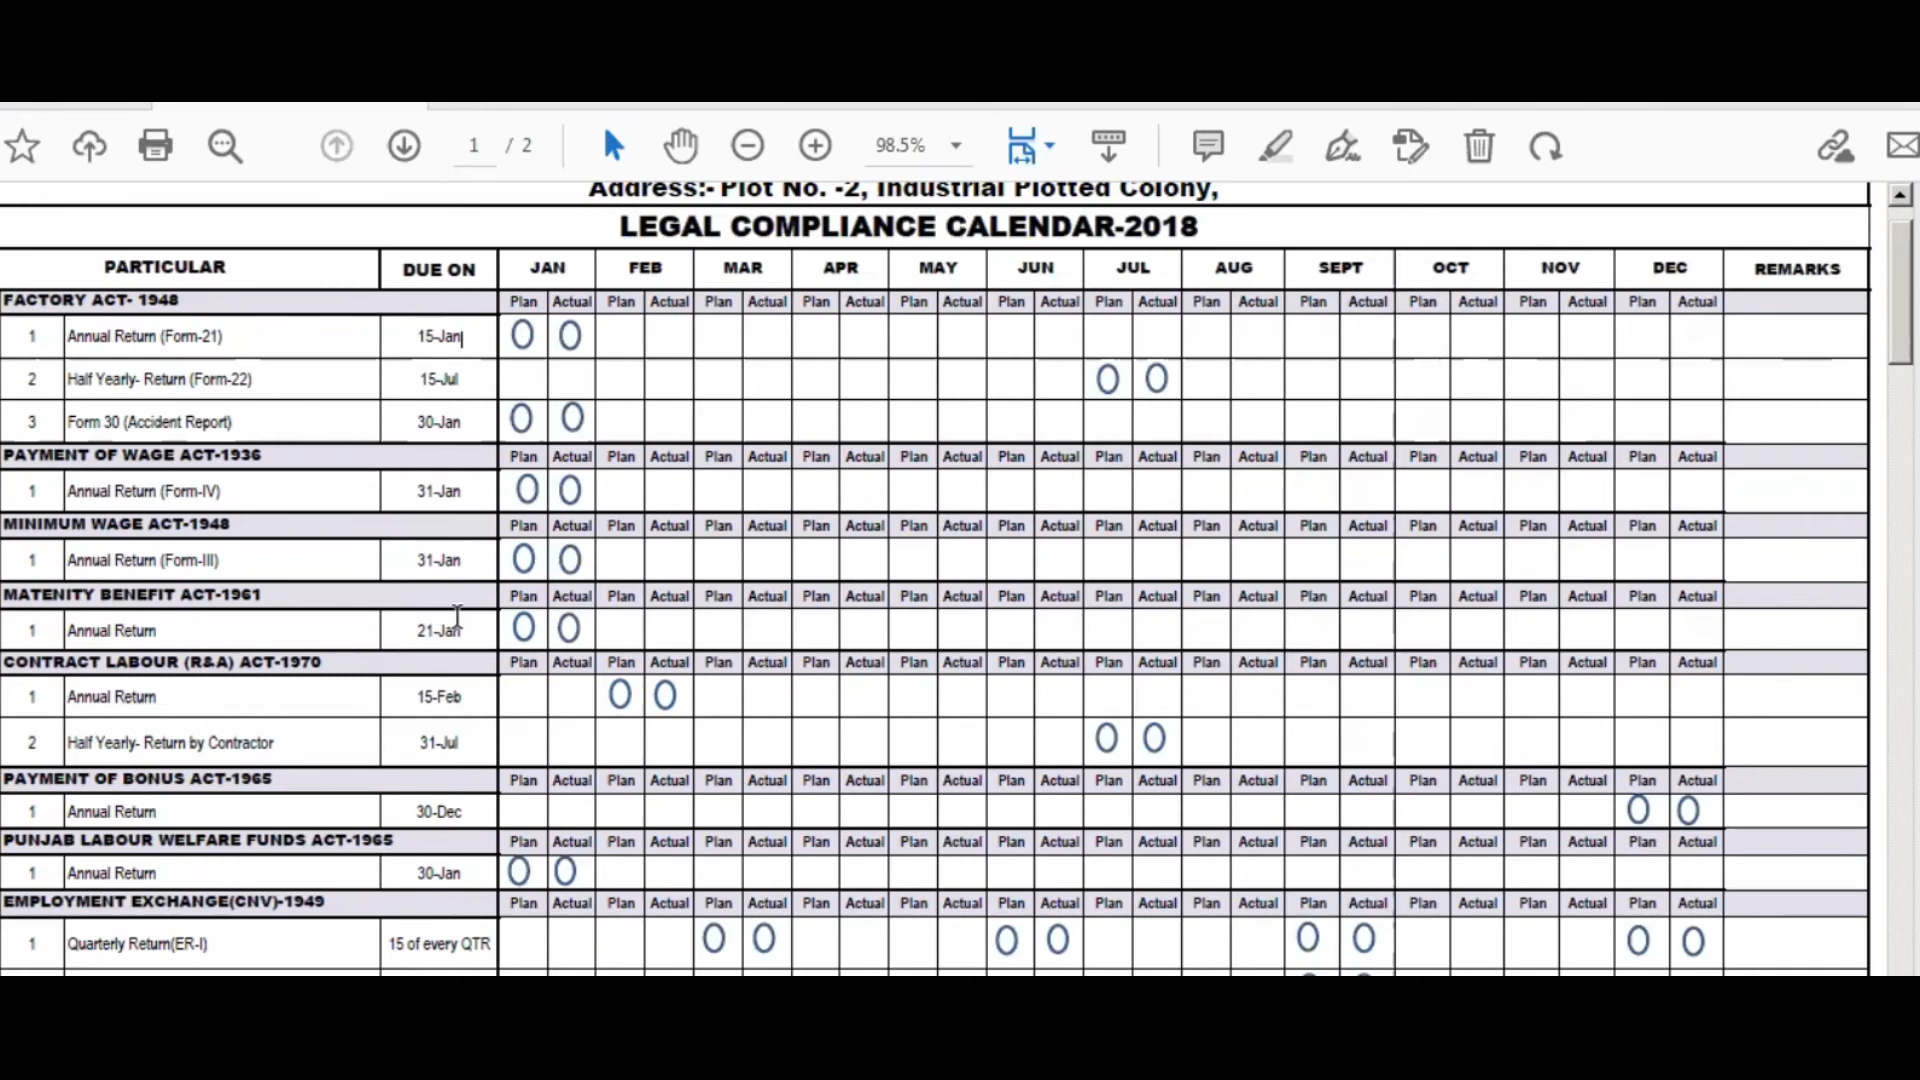 1 / 2 98.5%
Address:- Plot No. -2, Industrial Plotted Colony,
LEGAL COMPLIANCE CALENDAR-2018
PARTICULAR DUE ON JAN FEB MAR APR MAY JUN JUL AUG SEPT OCT NOV DEC REMARKS
FACTORY ACT- 1948 Plan Actual Plan Actual Plan Actual Plan Actual Plan Actual Plan Actual Plan Actual Plan Actual Plan Actual Plan Actual Plan Actual Plan Actual
1 Annual Return (Form-21) 15-Jan O O
2 Half Yearly- Return (Form-22) 15-Jul O O
3 Form 30 (Accident Report) 30-Jan O O
PAYMENT OF WAGE ACT-1936 Plan Actual Plan Actual Plan Actual Plan Actual Plan Actual Plan Actual Plan Actual Plan Actual Plan Actual Plan Actual Plan Actual Plan Actual
1 Annual Return (Form-IV) 31-Jan O O
MINIMUM WAGE ACT-1948 Plan Actual Plan Actual Plan Actual Plan Actual Plan Actual Plan Actual Plan Actual Plan Actual Plan Actual Plan Actual Plan Actual Plan Actual
1 Annual Return (Form-III) 31-Jan O O
MATENITY BENEFIT ACT-1961 Plan Actual Plan Actual Plan Actual Plan Actual Plan Actual Plan Actual Plan Actual Plan Actual Plan Actual Plan Actual Plan Actual Plan Actual
1 Annual Return 21-Jan O O
CONTRACT LABOUR (R&A) ACT-1970 Plan Actual Plan Actual Plan Actual Plan Actual Plan Actual Plan Actual Plan Actual Plan Actual Plan Actual Plan Actual Plan Actual Plan Actual
1 Annual Return 15-Feb O O
2 Half Yearly- Return by Contractor 31-Jul O O
PAYMENT OF BONUS ACT-1965 Plan Actual Plan Actual Plan Actual Plan Actual Plan Actual Plan Actual Plan Actual Plan Actual Plan Actual Plan Actual Plan Actual Plan Actual
1 Annual Return 30-Dec O O
PUNJAB LABOUR WELFARE FUNDS ACT-1965 Plan Actual Plan Actual Plan Actual Plan Actual Plan Actual Plan Actual Plan Actual Plan Actual Plan Actual Plan Actual Plan Actual Plan Actual
1 Annual Return 30-Jan O O
EMPLOYMENT EXCHANGE(CNV)-1949 Plan Actual Plan Actual Plan Actual Plan Actual Plan Actual Plan Actual Plan Actual Plan Actual Plan Actual Plan Actual Plan Actual Plan Actual
1 Quarterly Return(ER-I) 15 of every QTR O O O O O O O O